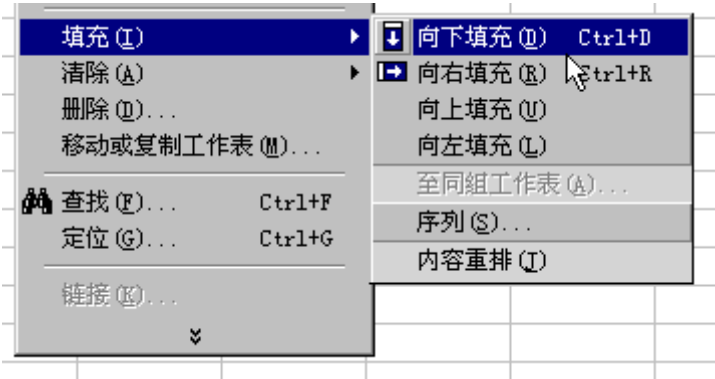 填充(I)
清除(A)
删除(D)...
移动或复制工作表(M)...
查找(F)... Ctrl+F
定位(G)... Ctrl+G
链接(K)...
向下填充(D) Ctrl+D
向右填充(R) Ctrl+R
向上填充(U)
向左填充(L)
至同組工作表(A)...
序列(S)...
内容重排(J)